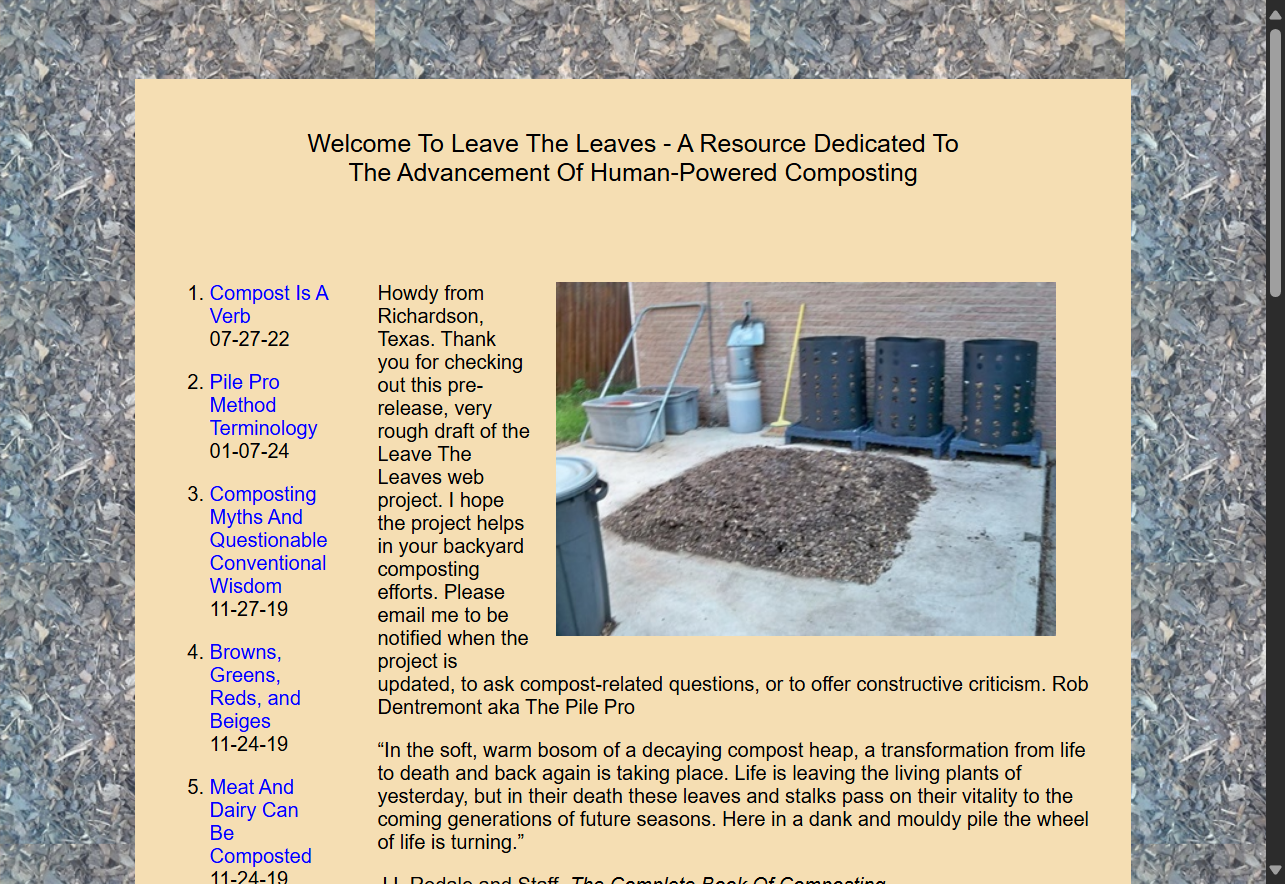 Welcome To Leave The Leaves - A Resource Dedicated To
The Advancement Of Human-Powered Composting
1. Compost Is A
Verb
07-27-22
2. Pile Pro
Method
Terminology
01-07-24
3. Composting
Myths And
Questionable
Conventional
Wisdom
11-27-19
4. Browns,
Greens,
Reds, and
Beiges
11-24-19
5. Meat And
Dairy Can
Be
Composted
11-24-19
Howdy from
Richardson,
Texas. Thank
you for checking
out this pre-
release, very
rough draft of the
Leave The
Leaves web
project. I hope
the project helps
in your backyard
composting
efforts. Please
email me to be
notified when the
project is
updated, to ask compost-related questions, or to offer constructive criticism. Rob
Dentremont aka The Pile Pro
“In the soft, warm bosom of a decaying compost heap, a transformation from life
to death and back again is taking place. Life is leaving the living plants of
yesterday, but in their death these leaves and stalks pass on their vitality to the
coming generations of future seasons. Here in a dank and mouldy pile the wheel
of life is turning.”
Rodale and Staff, The Complete Book Of Composting